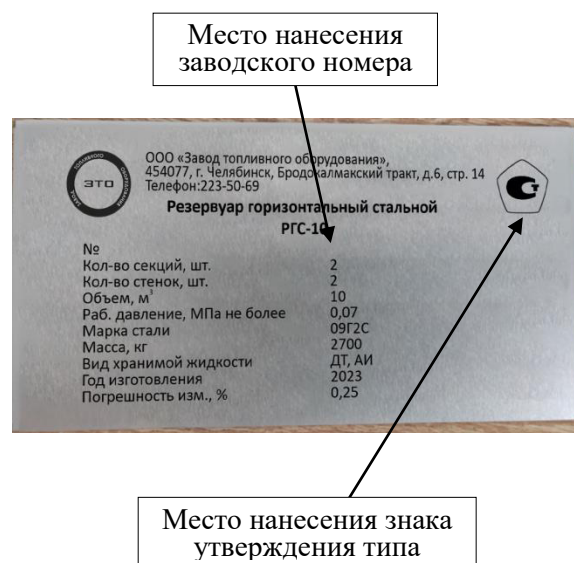 Место нанесения
заводского номера
ЗТО
ООО «Завод топливного оборудования»,
454077, г. Челябинск, Бродокалмакский тракт, д.6, стр. 14
Телефон:223-50-69
Резервуар горизонтальный стальной
РГС-10
№
Кол-во секций, шт. 2
Кол-во стенок, шт. 2
Объем, м³ 10
Раб. давление, МПа не более 0,07
Марка стали 09Г2С
Масса, кг 2700
Вид хранимой жидкости ДТ, АИ
Год изготовления 2023
Погрешность изм., % 0,25
Место нанесения знака
утверждения типа